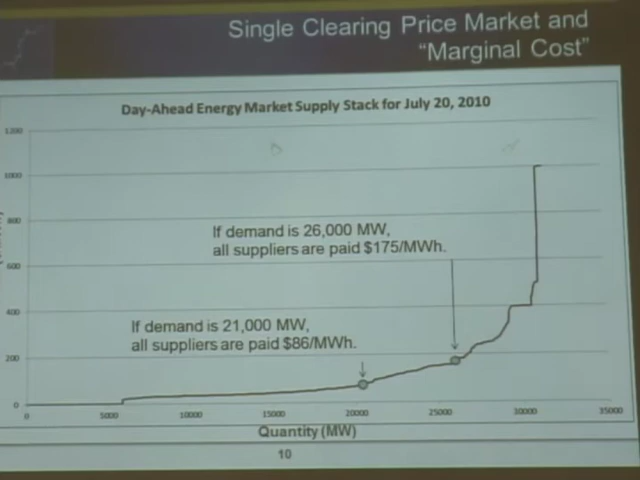 Single Clearing Price Market and
“Marginal Cost”
Day-Ahead Energy Market Supply Stack for July 20, 2010
1200
1000
800
If demand is 26,000 MW,
all suppliers are paid $175/MWh.
600
400
If demand is 21,000 MW,
all suppliers are paid $86/MWh.
200
0
0 5000 10000 15000 20000 25000 30000 35000
Quantity (MW)
10